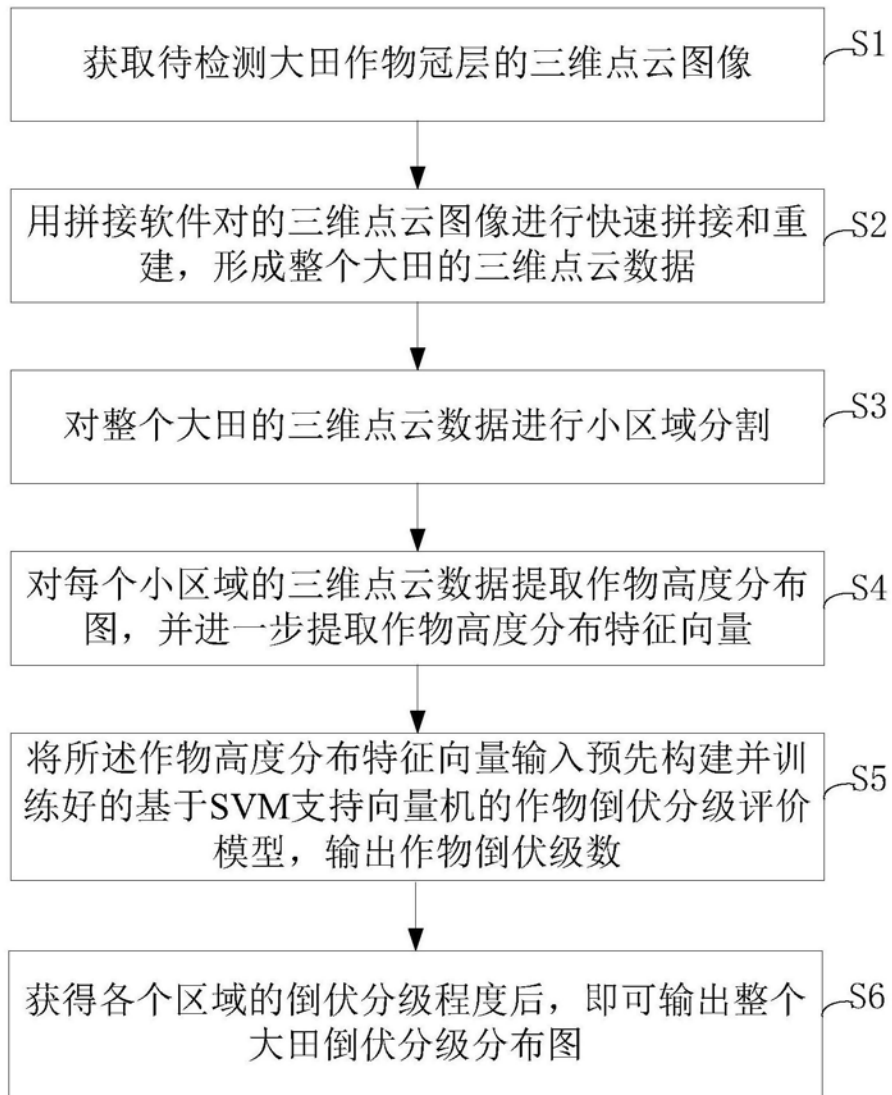 获取待检测大田作物冠层的三维点云图像
S1
用拼接软件对的三维点云图像进行快速拼接和重
建，形成整个大田的三维点云数据
S2
对整个大田的三维点云数据进行小区域分割
S3
对每个小区域的三维点云数据提取作物高度分布
图，并进一步提取作物高度分布特征向量
S4
将所述作物高度分布特征向量输入预先构建并训
练好的基于SVM支持向量机的作物倒伏分级评价
模型，输出作物倒伏级数
S5
获得各个区域的倒伏分级程度后，即可输出整个
大田倒伏分级分布图
S6